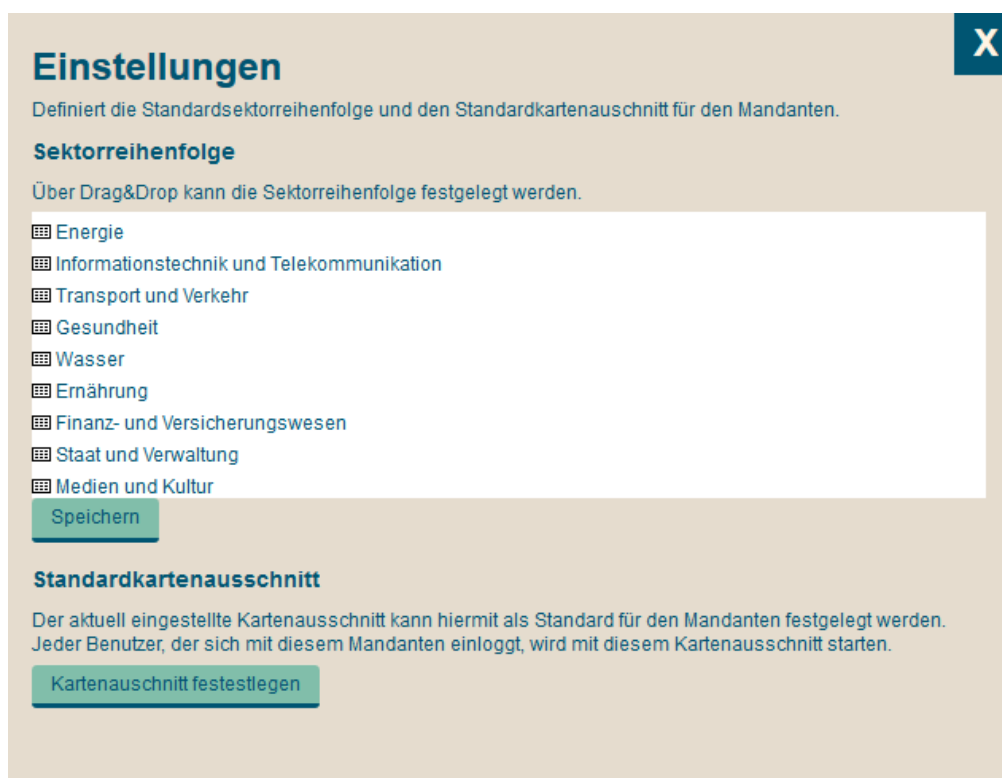 X
Einstellungen
Definiert die Standardsektorreihenfolge und den Standardkartenauschnitt für den Mandanten.
Sektorreihenfolge
Über Drag&Drop kann die Sektorreihenfolge festgelegt werden.
Energie
Informationstechnik und Telekommunikation
Transport und Verkehr
Gesundheit
Wasser
Ernährung
Finanz- und Versicherungswesen
Staat und Verwaltung
Medien und Kultur
Speichern
Standardkartenausschnitt
Der aktuell eingestellte Kartenausschnitt kann hiermit als Standard für den Mandanten festgelegt werden.
Jeder Benutzer, der sich mit diesem Mandanten einloggt, wird mit diesem Kartenausschnitt starten.
Kartenauschnitt festestlegen